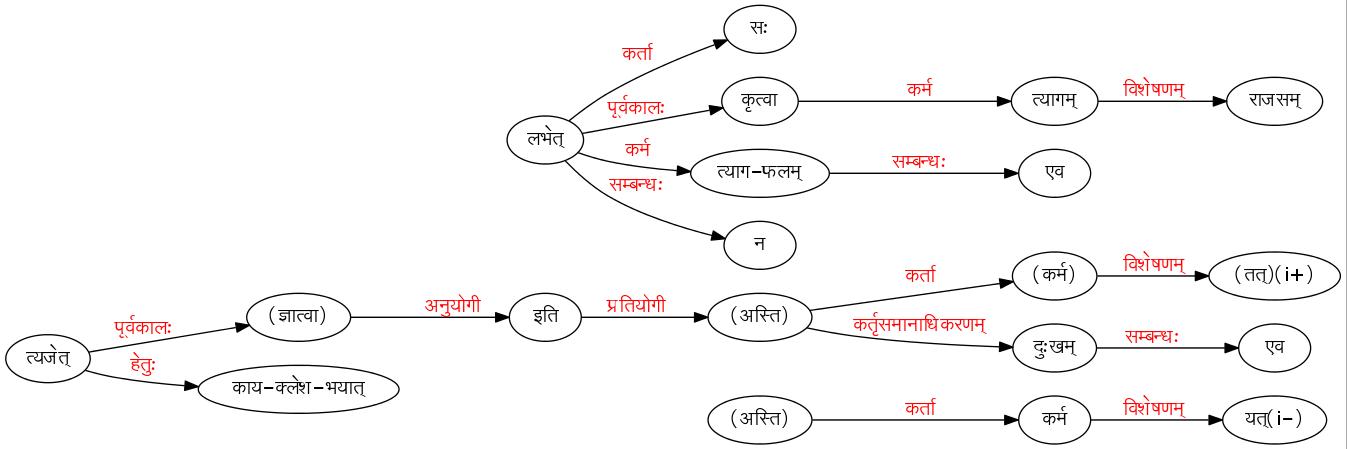 सः
कर्ता
कृत्वा
कर्म
त्यागम्
विशेषणम्
राजसम्
पूर्वकालः
लभेत्
कर्म
त्याग-फलम्
सम्बन्धः
एव
सम्बन्धः
न
कर्ता
(कर्म)
विशेषणम्
(तत्)(i+)
(ज्ञात्वा)
अनुयोगी
इति
प्रतियोगी
(अस्ति)
पूर्वकालः
कर्तृसमानाधिकरणम्
दुःखम्
सम्बन्धः
एव
त्यजेत्
हेतुः
काय-क्लेश-भयात्
(अस्ति)
कर्ता
कर्म
विशेषणम्
यत्(i-)